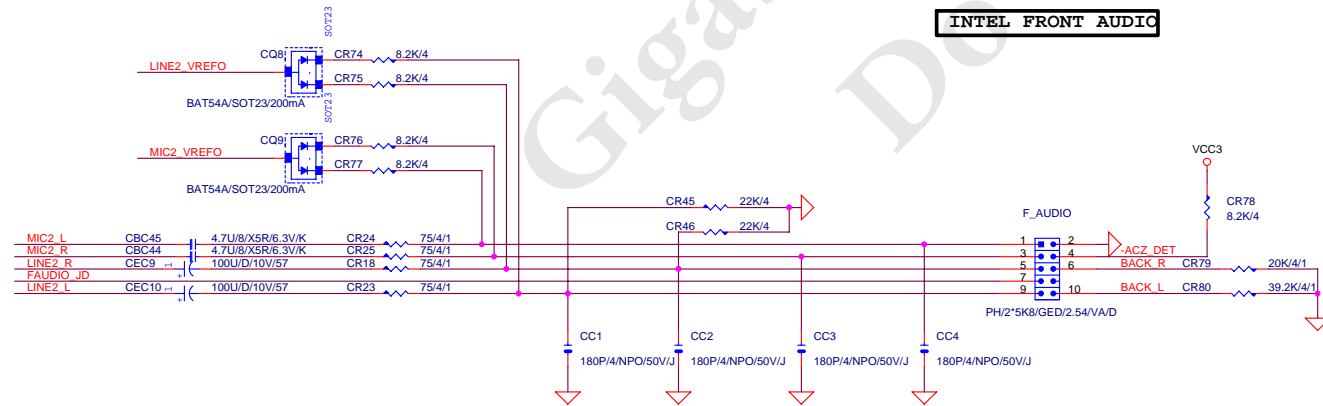 INTEL FRONT AUDIO
SOT23
CQ8 CR74 8.2K/4
LINE2_VREFO
CR75 8.2K/4
BAT54A/SOT23/200mA
SOT23
CQ9 CR76 8.2K/4
MIC2_VREFO
CR77 8.2K/4
BAT54A/SOT23/200mA
VCC3
CR45 22K/4
CR78
8.2K/4
CR46 22K/4
F_AUDIO
MIC2_L CBC45 4.7U/8/X5R/6.3V/K CR24 75/4/1 1 2
MIC2_R CBC44 4.7U/8/X5R/6.3V/K CR25 75/4/1 3 4 -ACZ_DET
LINE2_R CEC9 1 + 100U/D/10V/57 CR18 75/4/1 5 6 BACK_R CR79 20K/4/1
FAUDIO_JD 7
LINE2_L CEC10 1 + 100U/D/10V/57 CR23 75/4/1 9 10 BACK_L CR80 39.2K/4/1
PH/2*5K8/GED/2.54/VA/D
CC1 CC2 CC3 CC4
180P/4/NPO/50V/J 180P/4/NPO/50V/J 180P/4/NPO/50V/J 180P/4/NPO/50V/J